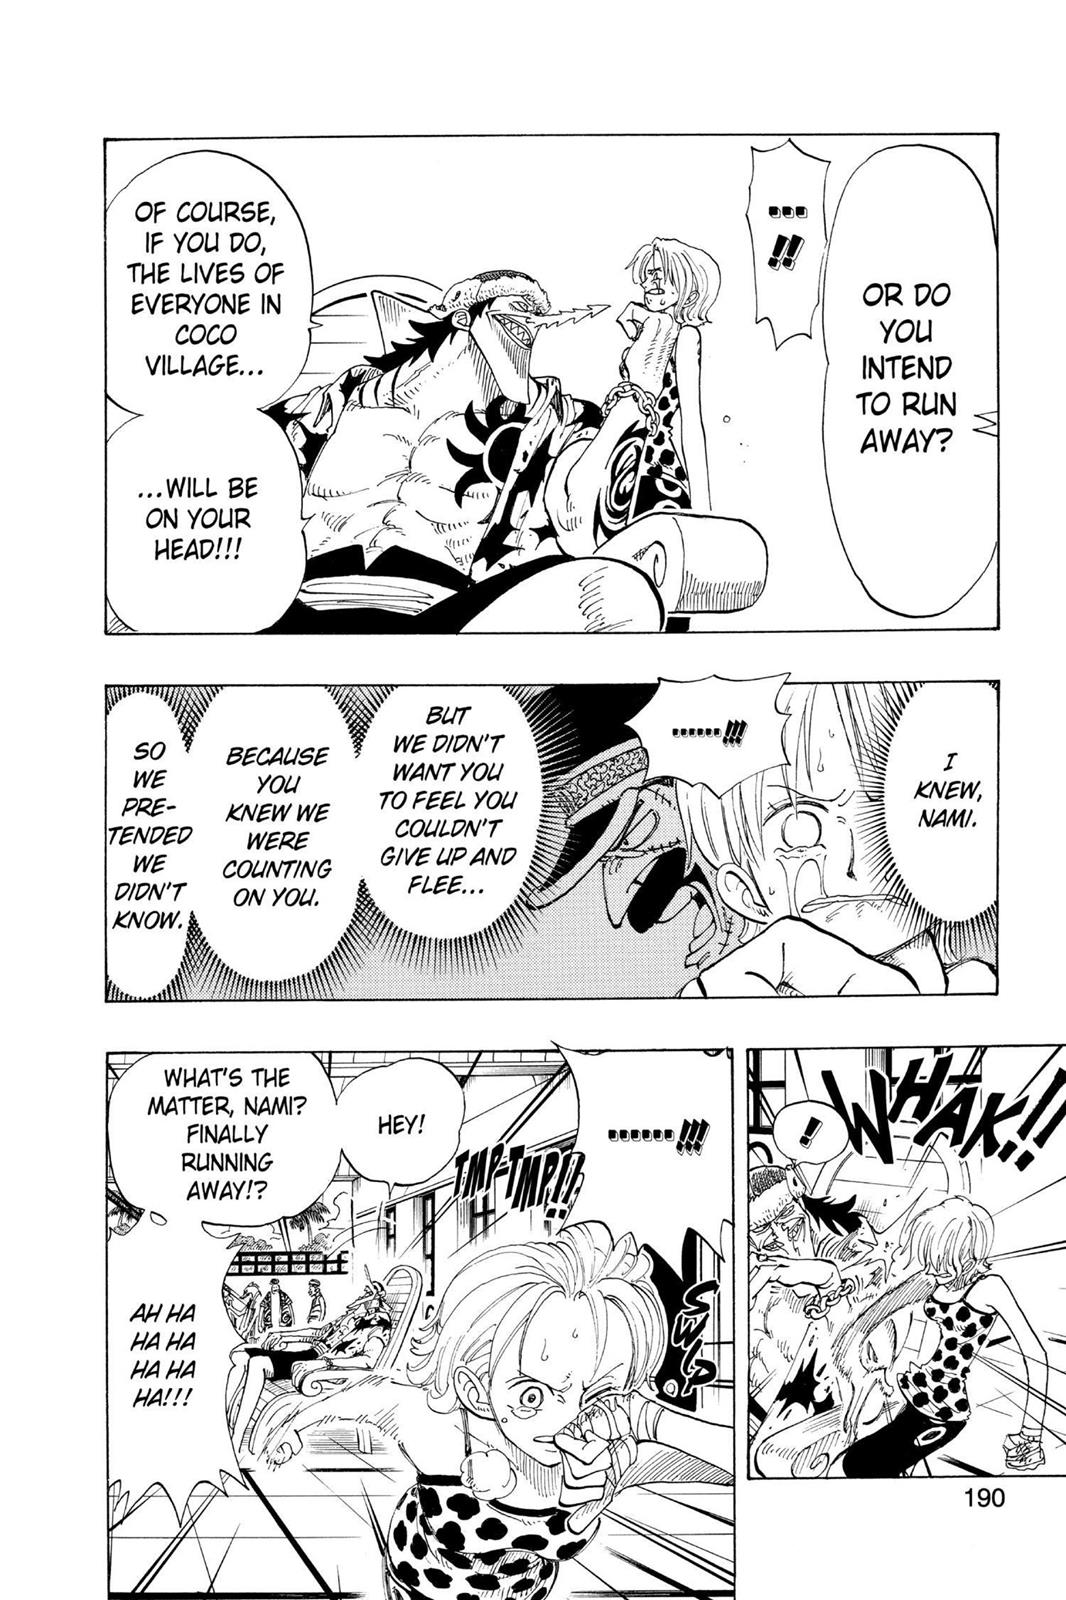 ...
!!
OR DO
YOU
INTEND
TO RUN
AWAY?
OF COURSE,
IF YOU DO,
THE LIVES OF
EVERYONE IN
COCO
VILLAGE...
...WILL BE
ON YOUR
HEAD!!!
I
KNEW,
NAMI.
......!!!
BUT
WE DIDN'T
WANT YOU
TO FEEL YOU
COULDN'T
GIVE UP AND
FLEE...
BECAUSE
YOU
KNEW WE
WERE
COUNTING
ON YOU.
SO
WE
PRE-
TENDED
WE
DIDN'T
KNOW.
WHAK!!
!
......!!!
TMP-TMP!!
SWIP
HEY!
WHAT'S THE
MATTER, NAMI?
FINALLY
RUNNING
AWAY!?
AH HA
HA HA
HA HA
HA!!!
190